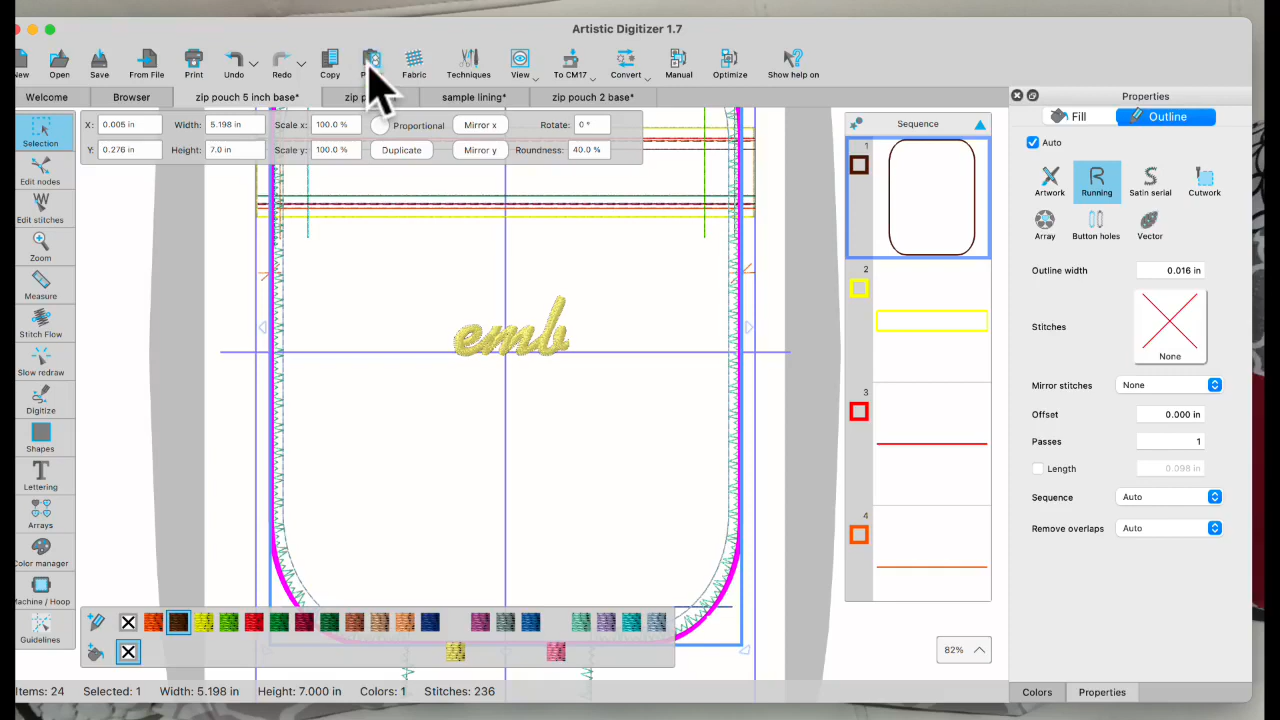 Artistic Digitizer 1.7
New Open Save From File Print Undo Redo Copy Fabric Techniques View To CM17 Convert Manual Optimize Show help on
Welcome Browser zip pouch 5 inch base* zip sample lining* zip pouch 2 base*
X: 0.005 in Width: 5.198 in Scale x: 100.0 % Proportional Mirror x Rotate: 0 °
Y: 0.276 in Height: 7.0 in Scale y: 100.0 % Duplicate Mirror y Roundness: 40.0 %
Selection
Edit nodes
Edit stitches
Zoom
Measure
Stitch Flow
Slow redraw
Digitize
Shapes
Lettering
Arrays
Color manager
Machine / Hoop
Guidelines
emb
Sequence
1
2
3
4
82%
Properties
Fill Outline
Auto
Artwork Running Satin serial Cutwork
Array Button holes Vector
Outline width 0.016 in
Stitches None
Mirror stitches None
Offset 0.000 in
Passes 1
Length 0.098 in
Sequence Auto
Remove overlaps Auto
Colors Properties
Items: 24 Selected: 1 Width: 5.198 in Height: 7.000 in Colors: 1 Stitches: 236